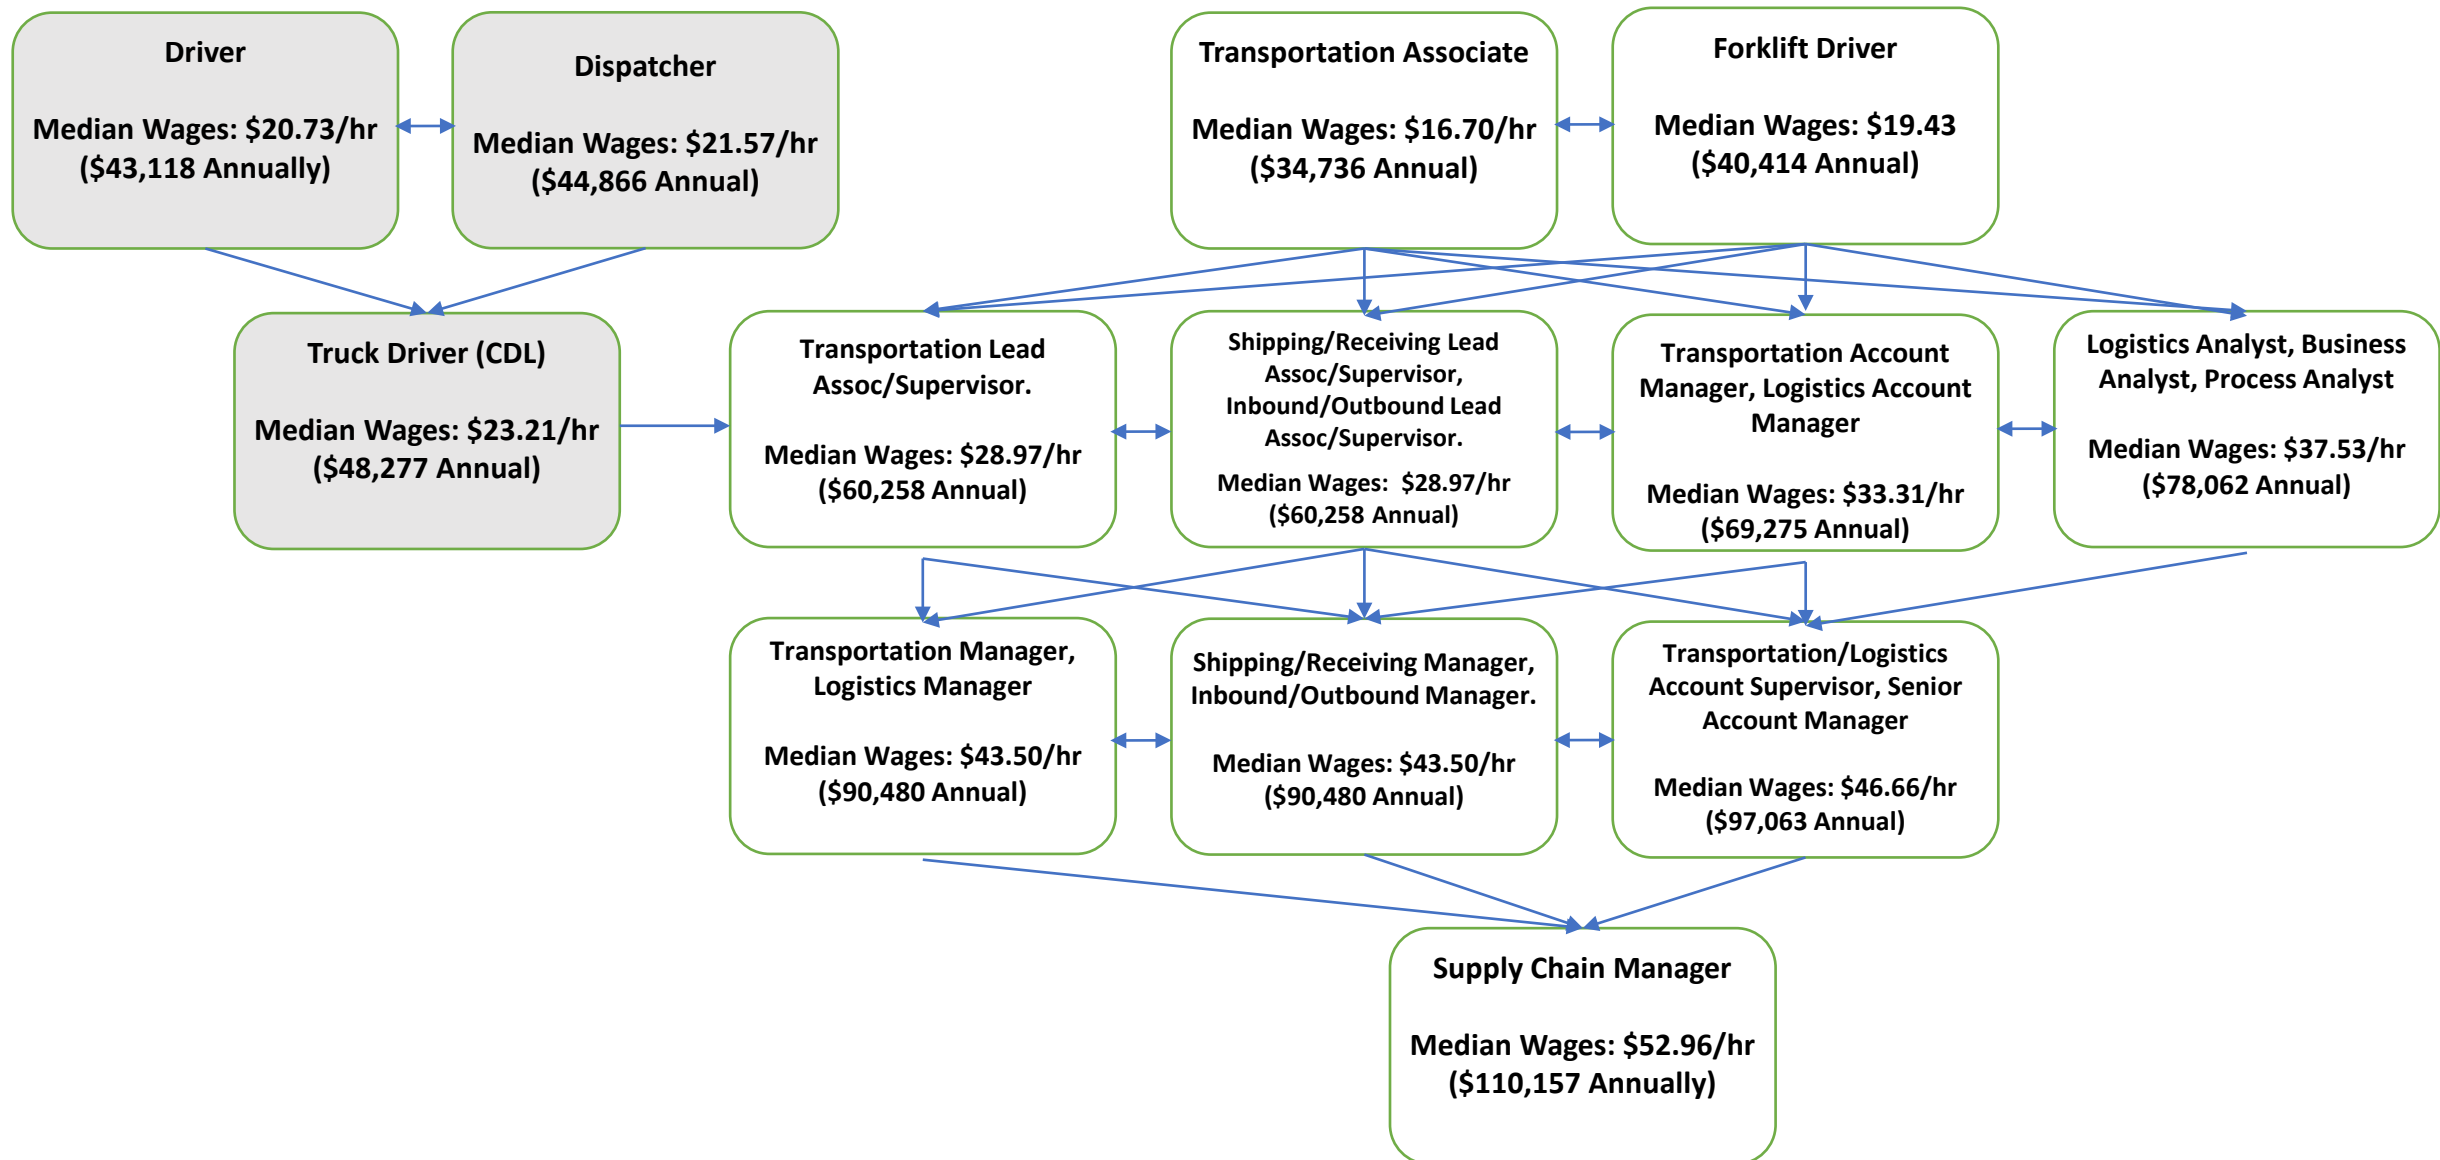 Driver
Median Wages: $20.73/hr
($43,118 Annually)
Dispatcher
Median Wages: $21.57/hr
($44,866 Annual)
Transportation Associate
Median Wages: $16.70/hr
($34,736 Annual)
Forklift Driver
Median Wages: $19.43
($40,414 Annual)
Truck Driver (CDL)
Median Wages: $23.21/hr
($48,277 Annual)
Transportation Lead
Assoc/Supervisor.
Median Wages: $28.97/hr
($60,258 Annual)
Shipping/Receiving Lead
Assoc/Supervisor,
Inbound/Outbound Lead
Assoc/Supervisor.
Median Wages: $28.97/hr
($60,258 Annual)
Transportation Account
Manager, Logistics Account
Manager
Median Wages: $33.31/hr
($69,275 Annual)
Logistics Analyst, Business
Analyst, Process Analyst
Median Wages: $37.53/hr
($78,062 Annual)
Transportation Manager,
Logistics Manager
Median Wages: $43.50/hr
($90,480 Annual)
Shipping/Receiving Manager,
Inbound/Outbound Manager.
Median Wages: $43.50/hr
($90,480 Annual)
Transportation/Logistics
Account Supervisor, Senior
Account Manager
Median Wages: $46.66/hr
($97,063 Annual)
Supply Chain Manager
Median Wages: $52.96/hr
($110,157 Annually)